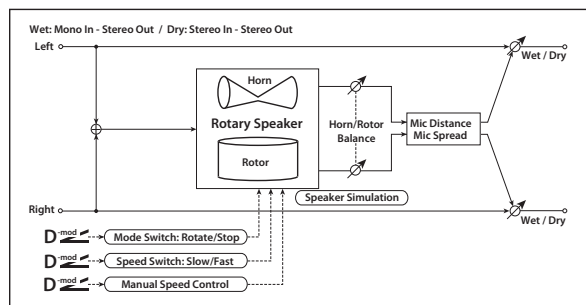 Wet: Mono In - Stereo Out / Dry: Stereo In - Stereo Out
Left
Wet / Dry
Horn
Rotary Speaker
Rotor
Horn/Rotor
Balance
Mic Distance
Mic Spread
Speaker Simulation
Right
Wet / Dry
D-mod
Mode Switch: Rotate/Stop
D-mod
Speed Switch: Slow/Fast
D-mod
Manual Speed Control